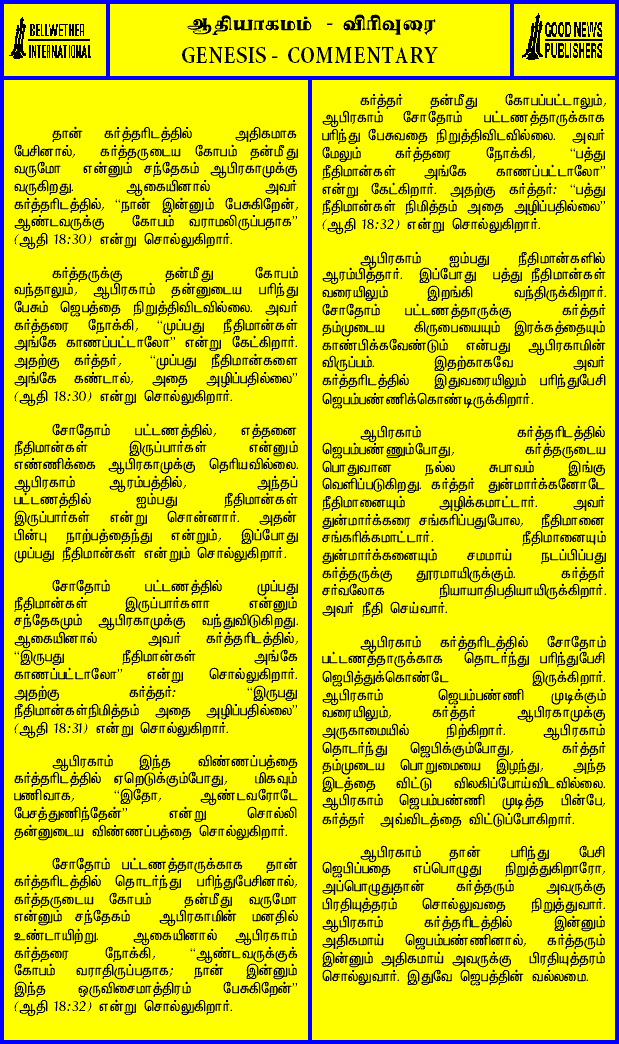 BELLWETHER
INTERNATIONAL
ஆதியாகமம் - விரிவுரை
GENESIS - COMMENTARY
GOOD NEWS
PUBLISHERS
தான் கர்த்தரிடத்தில் அதிகமாக
பேசினால், கர்த்தருடைய கோபம் தன்மீது
வருமோ என்னும் சந்தேகம் ஆபிரகாமுக்கு
வருகிறது. ஆகையினால் அவர்
கர்த்தரிடத்தில், “நான் இன்னும் பேசுகிறேன்,
ஆண்டவருக்கு கோபம் வராமலிருப்பதாக”
(ஆதி 18:30) என்று சொல்லுகிறார்.
கர்த்தருக்கு தன்மீது கோபம்
வந்தாலும், ஆபிரகாம் தன்னுடைய பரிந்து
பேசும் ஜெபத்தை நிறுத்திவிடவில்லை. அவர்
கர்த்தரை நோக்கி, “முப்பது நீதிமான்கள்
அங்கே காணப்பட்டாலோ” என்று கேட்கிறார்.
அதற்கு கர்த்தர், “முப்பது நீதிமான்களை
அங்கே கண்டால், அதை அழிப்பதில்லை”
(ஆதி 18:30) என்று சொல்லுகிறார்.
சோதோம் பட்டணத்தில், எத்தனை
நீதிமான்கள் இருப்பார்கள் என்னும்
எண்ணிக்கை ஆபிரகாமுக்கு தெரியவில்லை.
ஆபிரகாம் ஆரம்பத்தில், அந்தப்
பட்டணத்தில் ஐம்பது நீதிமான்கள்
இருப்பார்கள் என்று சொன்னார். அதன்
பின்பு நாற்பத்தைந்து என்றும், இப்போது
முப்பது நீதிமான்கள் என்றும் சொல்லுகிறார்.
சோதோம் பட்டணத்தில் முப்பது
நீதிமான்கள் இருப்பார்களா என்னும்
சந்தேகமும் ஆபிரகாமுக்கு வந்துவிடுகிறது.
ஆகையினால் அவர் கர்த்தரிடத்தில்,
“இருபது நீதிமான்கள் அங்கே
காணப்பட்டாலோ” என்று சொல்லுகிறார்.
அதற்கு கர்த்தர்: “இருபது
நீதிமான்கள்நிமித்தம் அதை அழிப்பதில்லை”
(ஆதி 18:31) என்று சொல்லுகிறார்.
ஆபிரகாம் இந்த விண்ணப்பத்தை
கர்த்தரிடத்தில் ஏறெடுக்கும்போது, மிகவும்
பணிவாக, “இதோ, ஆண்டவரோடே
பேசத்துணிந்தேன்” என்று சொல்லி
தன்னுடைய விண்ணப்பத்தை சொல்லுகிறார்.
சோதோம் பட்டணத்தாருக்காக தான்
கர்த்தரிடத்தில் தொடர்ந்து பரிந்துபேசினால்,
கர்த்தருடைய கோபம் தன்மீது வருமோ
என்னும் சந்தேகம் ஆபிரகாமின் மனதில்
உண்டாயிற்று. ஆகையினால் ஆபிரகாம்
கர்த்தரை நோக்கி, “ஆண்டவருக்குக்
கோபம் வராதிருப்பதாக; நான் இன்னும்
இந்த ஒருவிசைமாத்திரம் பேசுகிறேன்”
(ஆதி 18:32) என்று சொல்லுகிறார்.
கர்த்தர் தன்மீது கோபப்பட்டாலும்,
ஆபிரகாம் சோதோம் பட்டணத்தாருக்காக
பரிந்து பேசுவதை நிறுத்திவிடவில்லை. அவர்
மேலும் கர்த்தரை நோக்கி, “பத்து
நீதிமான்கள் அங்கே காணப்பட்டாலோ”
என்று கேட்கிறார். அதற்கு கர்த்தர்: “பத்து
நீதிமான்கள் நிமித்தம் அதை அழிப்பதில்லை”
(ஆதி 18:32) என்று சொல்லுகிறார்.
ஆபிரகாம் ஐம்பது நீதிமான்களில்
ஆரம்பித்தார். இப்போது பத்து நீதிமான்கள்
வரையிலும் இறங்கி வந்திருக்கிறார்.
சோதோம் பட்டணத்தாருக்கு கர்த்தர்
தம்முடைய கிருபையையும் இரக்கத்தையும்
காண்பிக்கவேண்டும் என்பது ஆபிரகாமின்
விருப்பம். இதற்காகவே அவர்
கர்த்தரிடத்தில் இதுவரையிலும் பரிந்துபேசி
ஜெபம்பண்ணிக்கொண்டிருக்கிறார்.
ஆபிரகாம் கர்த்தரிடத்தில்
ஜெபம்பண்ணும்போது, கர்த்தருடைய
பொதுவான நல்ல சுபாவம் இங்கு
வெளிப்படுகிறது. கர்த்தர் துன்மார்க்கனோடே
நீதிமானையும் அழிக்கமாட்டார். அவர்
துன்மார்க்கரை சங்கரிப்பதுபோல, நீதிமானை
சங்கரிக்கமாட்டார். நீதிமானையும்
துன்மார்க்கனையும் சமமாய் நடப்பிப்பது
கர்த்தருக்கு தூரமாயிருக்கும். கர்த்தர்
சர்வலோக நியாயாதிபதியாயிருக்கிறார்.
அவர் நீதி செய்வார்.
ஆபிரகாம் கர்த்தரிடத்தில் சோதோம்
பட்டணத்தாருக்காக தொடர்ந்து பரிந்துபேசி
ஜெபித்துக்கொண்டே இருக்கிறார்.
ஆபிரகாம் ஜெபம்பண்ணி முடிக்கும்
வரையிலும், கர்த்தர் ஆபிரகாமுக்கு
அருகாமையில் நிற்கிறார். ஆபிரகாம்
தொடர்ந்து ஜெபிக்கும்போது, கர்த்தர்
தம்முடைய பொறுமையை இழந்து, அந்த
இடத்தை விட்டு விலகிப்போய்விடவில்லை.
ஆபிரகாம் ஜெபம்பண்ணி முடித்த பின்பே,
கர்த்தர் அவ்விடத்தை விட்டுப்போகிறார்.
ஆபிரகாம் தான் பரிந்து பேசி
ஜெபிப்பதை எப்பொழுது நிறுத்துகிறாரோ,
அப்பொழுதுதான் கர்த்தரும் அவருக்கு
பிரதியுத்தரம் சொல்லுவதை நிறுத்துவார்.
ஆபிரகாம் கர்த்தரிடத்தில் இன்னும்
அதிகமாய் ஜெபம்பண்ணினால், கர்த்தரும்
இன்னும் அதிகமாய் அவருக்கு பிரதியுத்தரம்
சொல்லுவார். இதுவே ஜெபத்தின் வல்லமை.